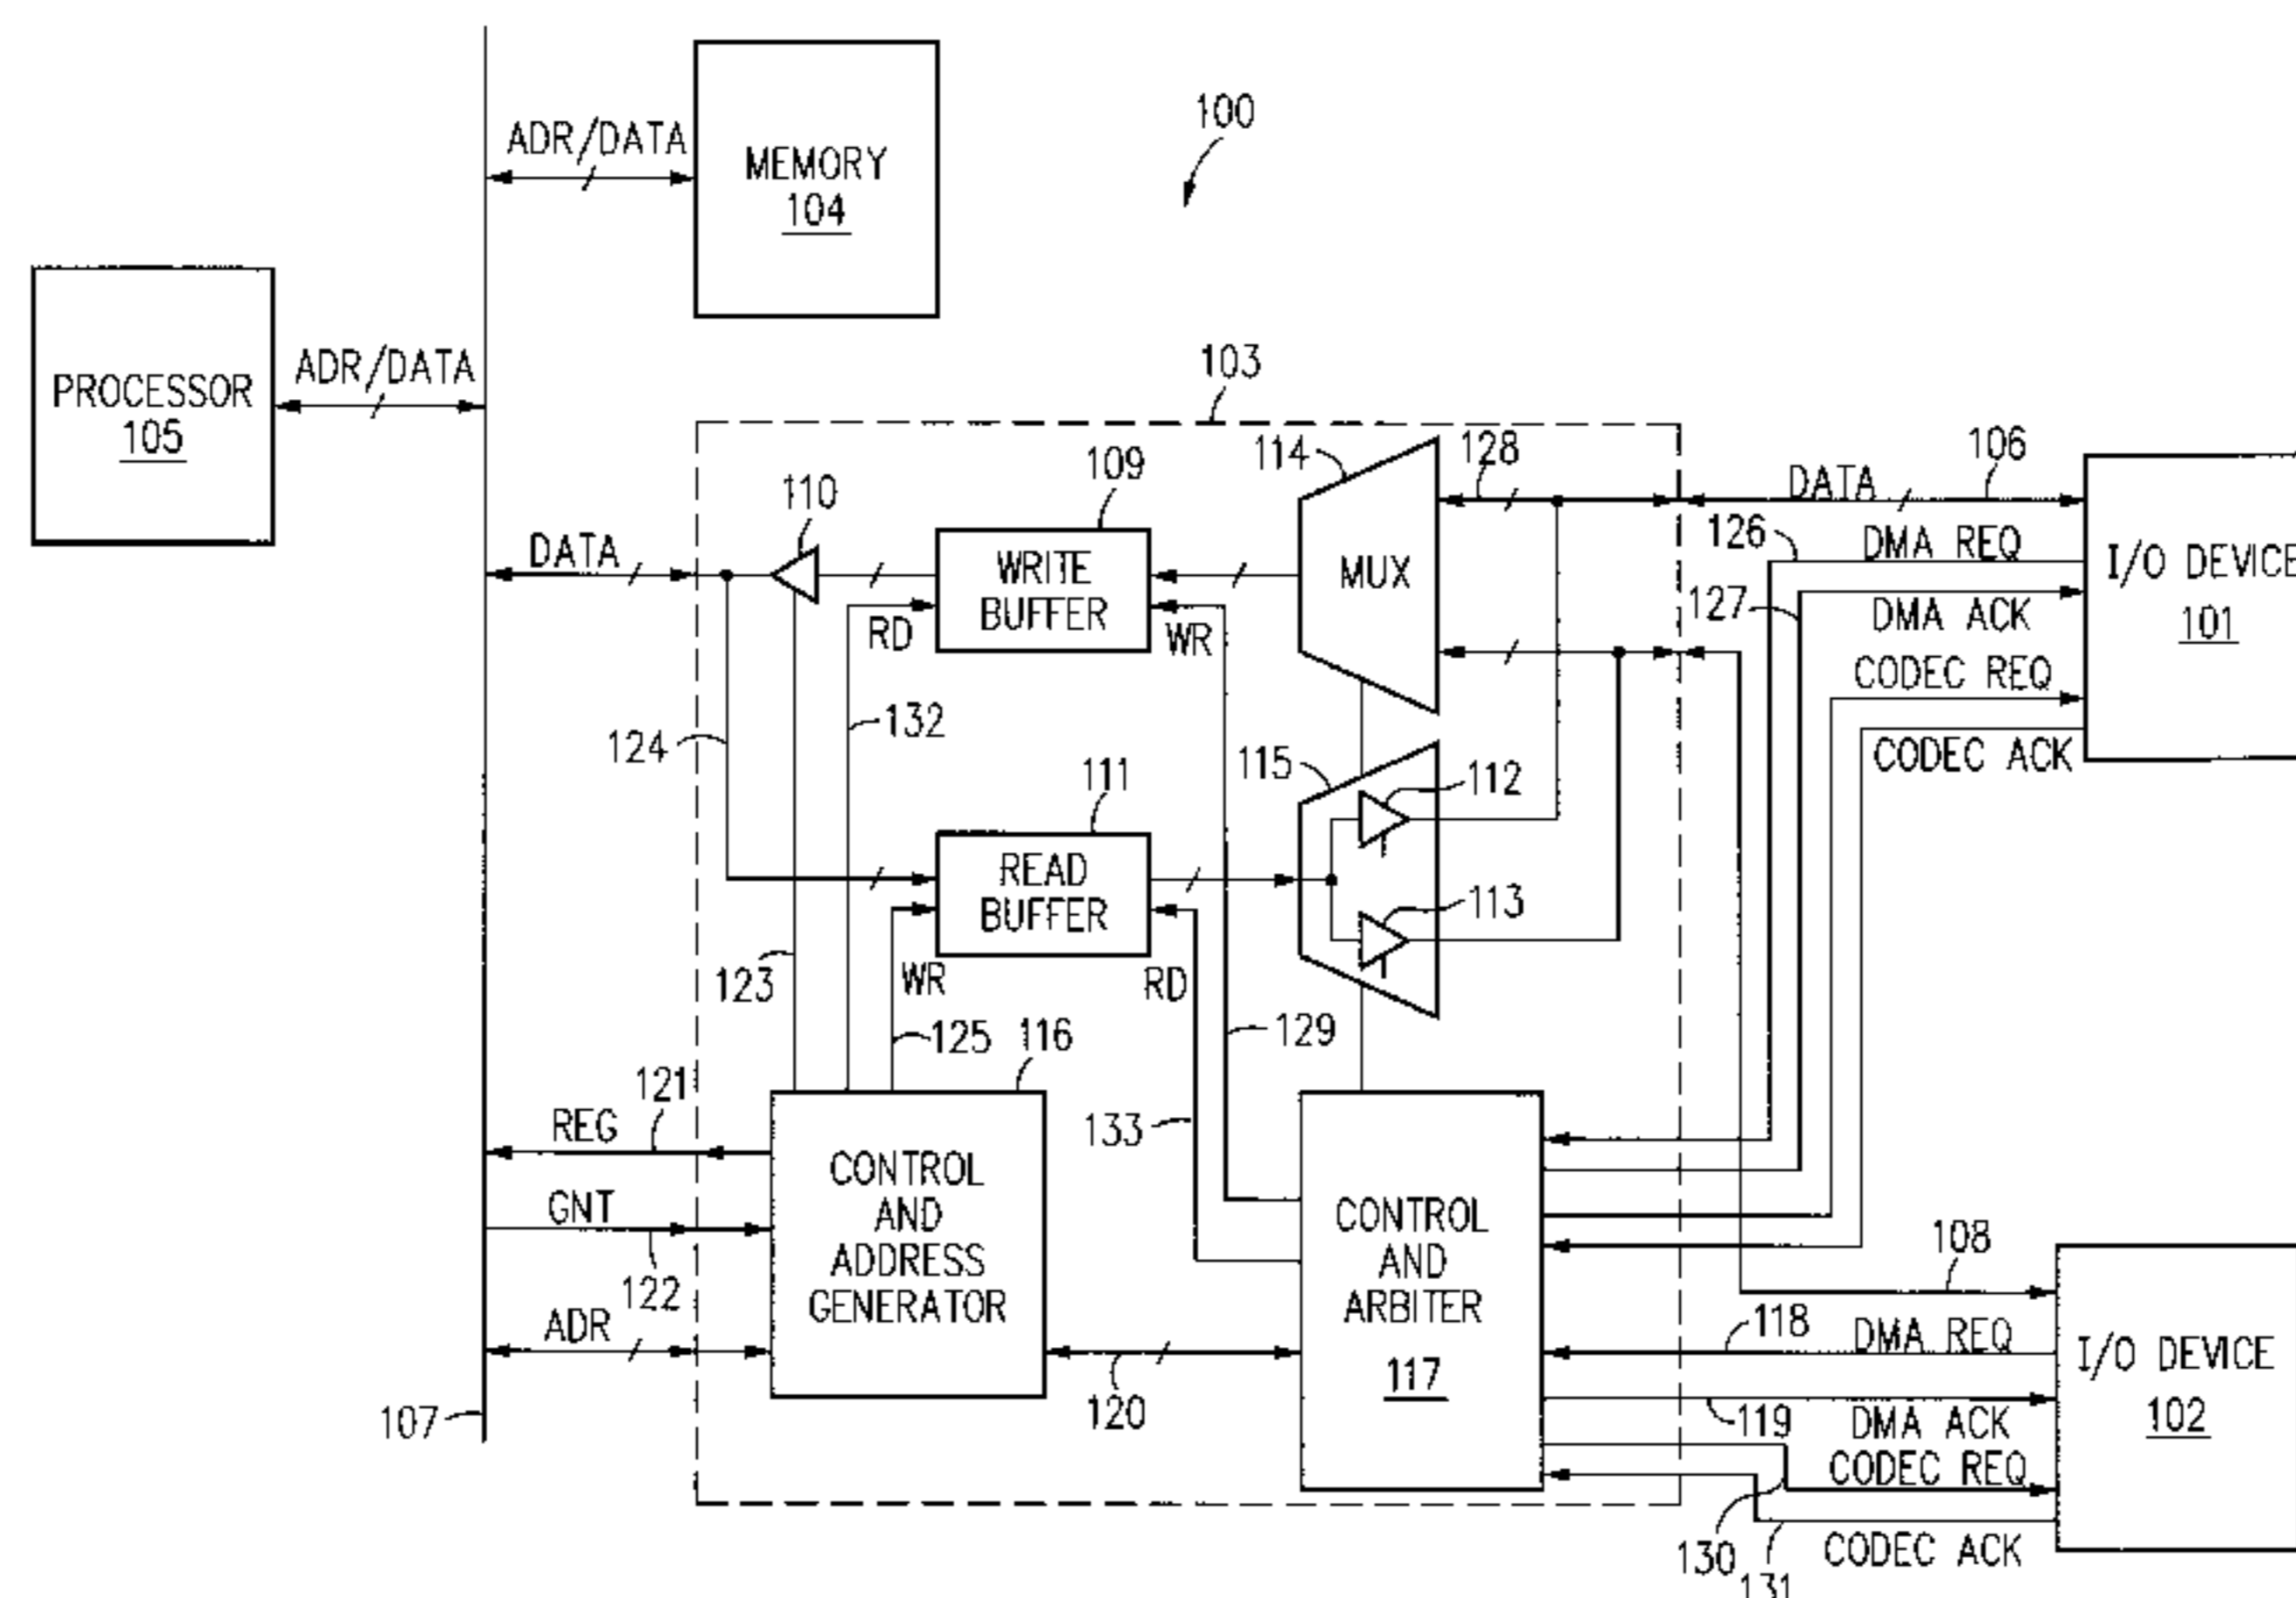 100
ADR/DATA
MEMORY
104
ADR/DATA
PROCESSOR
105
103
114
128
106
109
110
DATA
126
DMA REQ
DATA
WRITE
BUFFER
MUX
I/O DEVICE
101
127
DMA ACK
RD
WR
CODEC REQ
124
132
CODEC ACK
115
112
111
READ
BUFFER
113
123
WR
RD
125
116
129
121
REG
133
CONTROL
AND
ADDRESS
GENERATOR
CONTROL
AND
ARBITER
117
GNT
122
108
ADR
118
DMA REQ
I/O DEVICE
102
107
120
119
DMA ACK
CODEC REQ
130
131
CODEC ACK